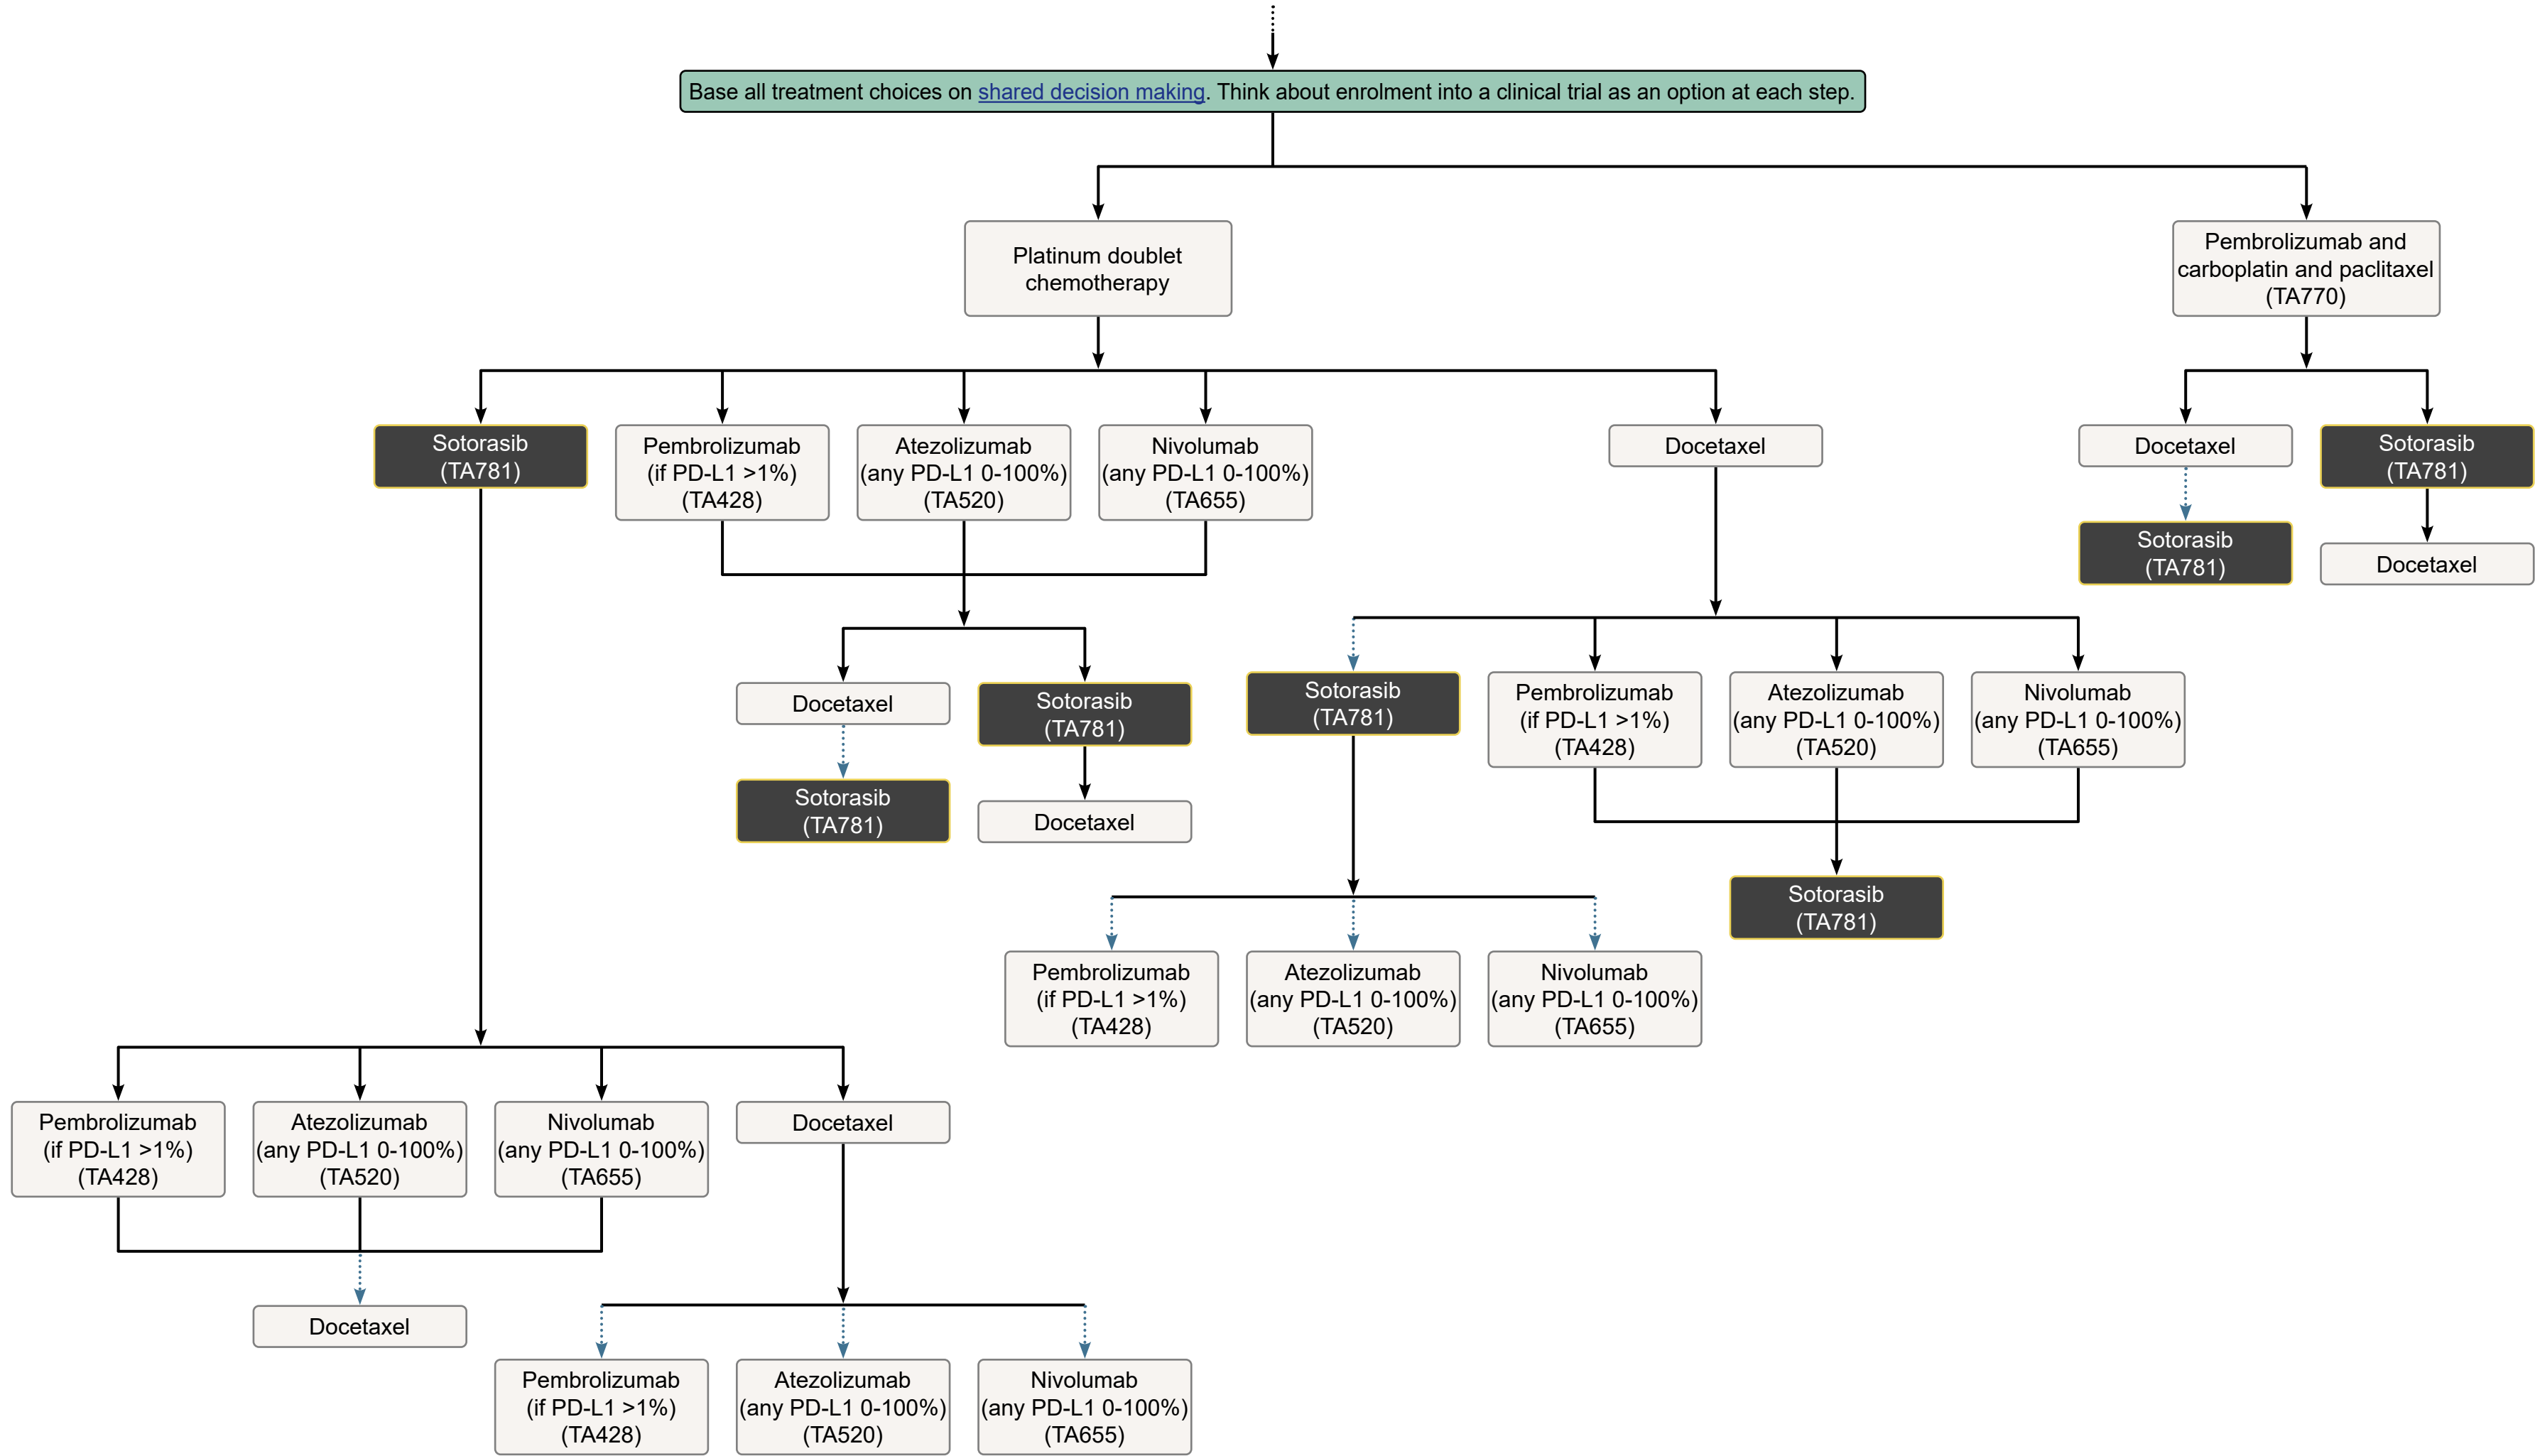 Base all treatment choices on shared decision making. Think about enrolment into a clinical trial as an option at each step.
Platinum doublet
chemotherapy
Pembrolizumab and
carboplatin and paclitaxel
(TA770)
Sotorasib
(TA781)
Pembrolizumab
(if PD-L1 >1%)
(TA428)
Atezolizumab
(any PD-L1 0-100%)
(TA520)
Nivolumab
(any PD-L1 0-100%)
(TA655)
Docetaxel
Docetaxel
Sotorasib
(TA781)
Sotorasib
(TA781)
Docetaxel
Docetaxel
Sotorasib
(TA781)
Sotorasib
(TA781)
Docetaxel
Sotorasib
(TA781)
Pembrolizumab
(if PD-L1 >1%)
(TA428)
Atezolizumab
(any PD-L1 0-100%)
(TA520)
Nivolumab
(any PD-L1 0-100%)
(TA655)
Sotorasib
(TA781)
Pembrolizumab
(if PD-L1 >1%)
(TA428)
Atezolizumab
(any PD-L1 0-100%)
(TA520)
Nivolumab
(any PD-L1 0-100%)
(TA655)
Pembrolizumab
(if PD-L1 >1%)
(TA428)
Atezolizumab
(any PD-L1 0-100%)
(TA520)
Nivolumab
(any PD-L1 0-100%)
(TA655)
Docetaxel
Docetaxel
Pembrolizumab
(if PD-L1 >1%)
(TA428)
Atezolizumab
(any PD-L1 0-100%)
(TA520)
Nivolumab
(any PD-L1 0-100%)
(TA655)